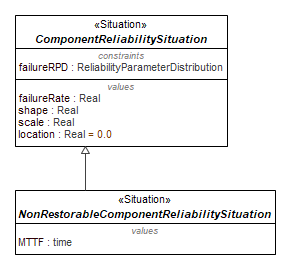 «Situation»
ComponentReliabilitySituation
constraints
failureRPD : ReliabilityParameterDistribution
values
failureRate : Real
shape : Real
scale : Real
location : Real = 0.0
«Situation»
NonRestorableComponentReliabilitySituation
values
MTTF : time